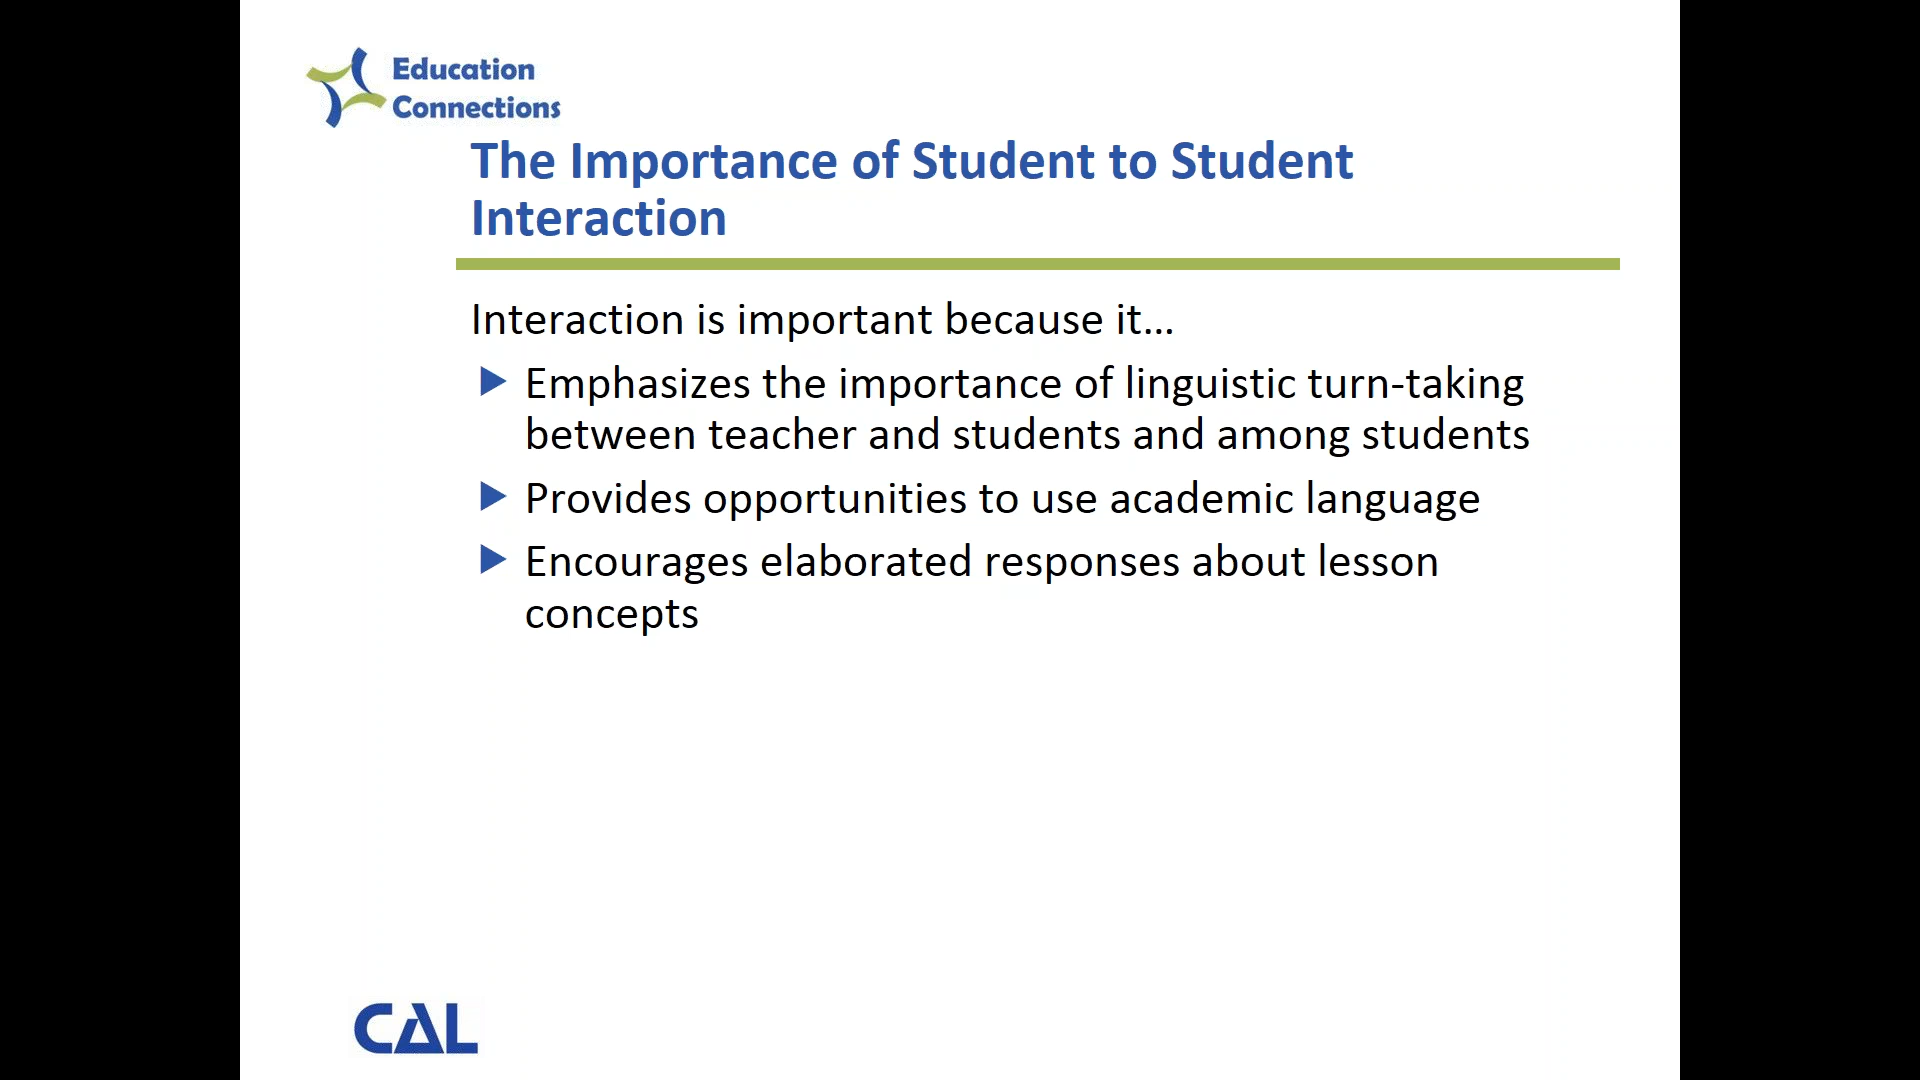 Education
Connections
The Importance of Student to Student
Interaction
Interaction is important because it…
Emphasizes the importance of linguistic turn-taking
between teacher and students and among students
Provides opportunities to use academic language
Encourages elaborated responses about lesson
concepts
CAL